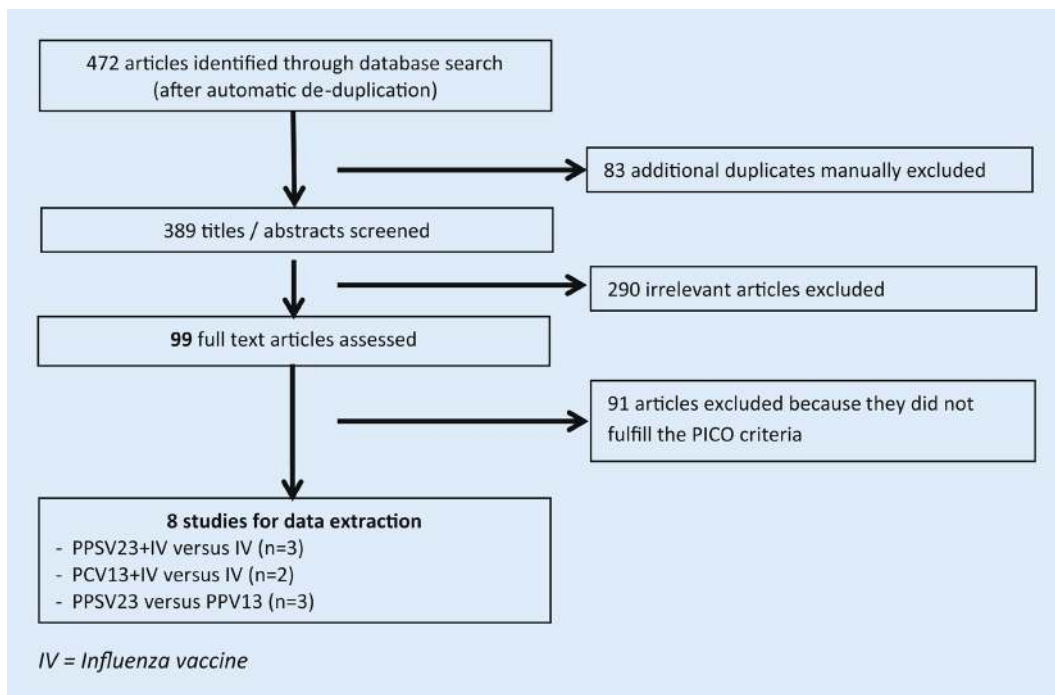 472 articles identified through database search
(after automatic de-duplication)
83 additional duplicates manually excluded
389 titles / abstracts screened
290 irrelevant articles excluded
99 full text articles assessed
91 articles excluded because they did not
fulfill the PICO criteria
8 studies for data extraction
- PPSV23+IV versus IV (n=3)
- PCV13+IV versus IV (n=2)
- PPSV23 versus PPV13 (n=3)
IV = Influenza vaccine